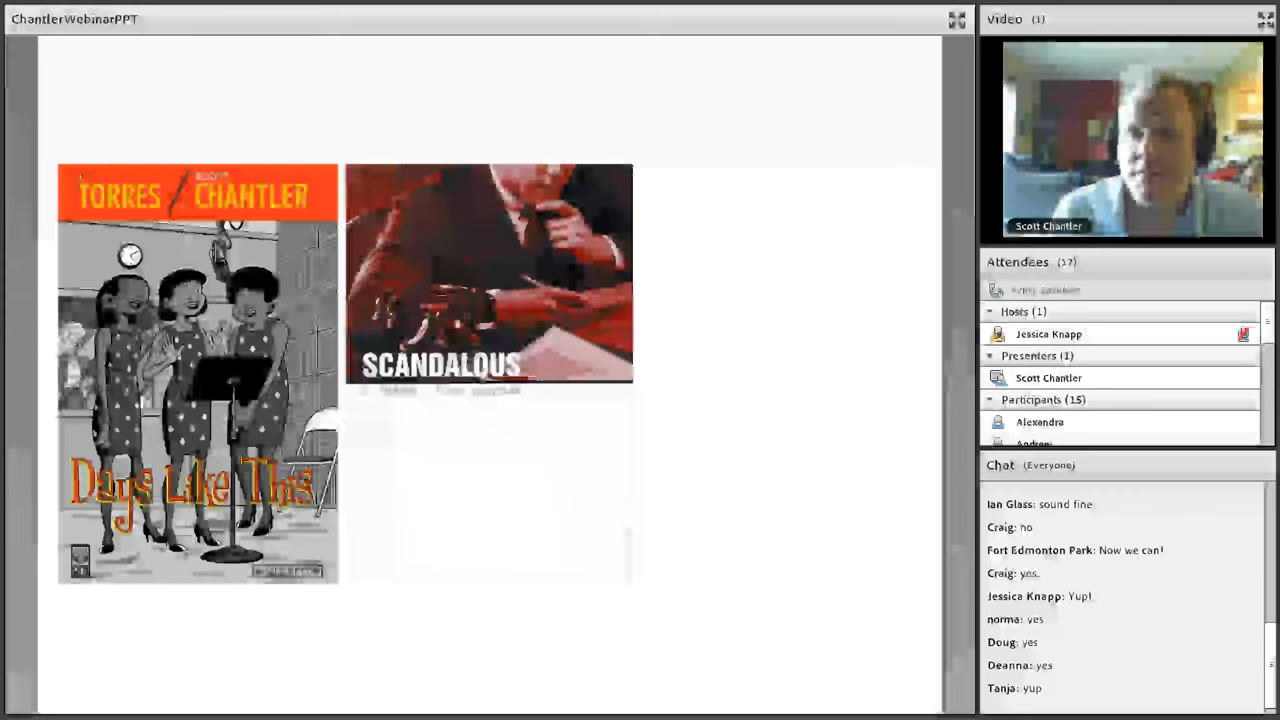 ChantlerWebinarPPT
TORRES / CHANTLER
Days Like This
SCANDALOUS
Video (1)
Scott Chantler
Attendees (17)
Hosts (1)
Jessica Knapp
Presenters (1)
Scott Chantler
Participants (15)
Alexandra
Andrew
Chat (Everyone)
Ian Glass: sound fine
Craig: no
Fort Edmonton Park: Now we can!
Craig: yes.
Jessica Knapp: Yup!
norma: yes
Doug: yes
Deanna: yes
Tanja: yup